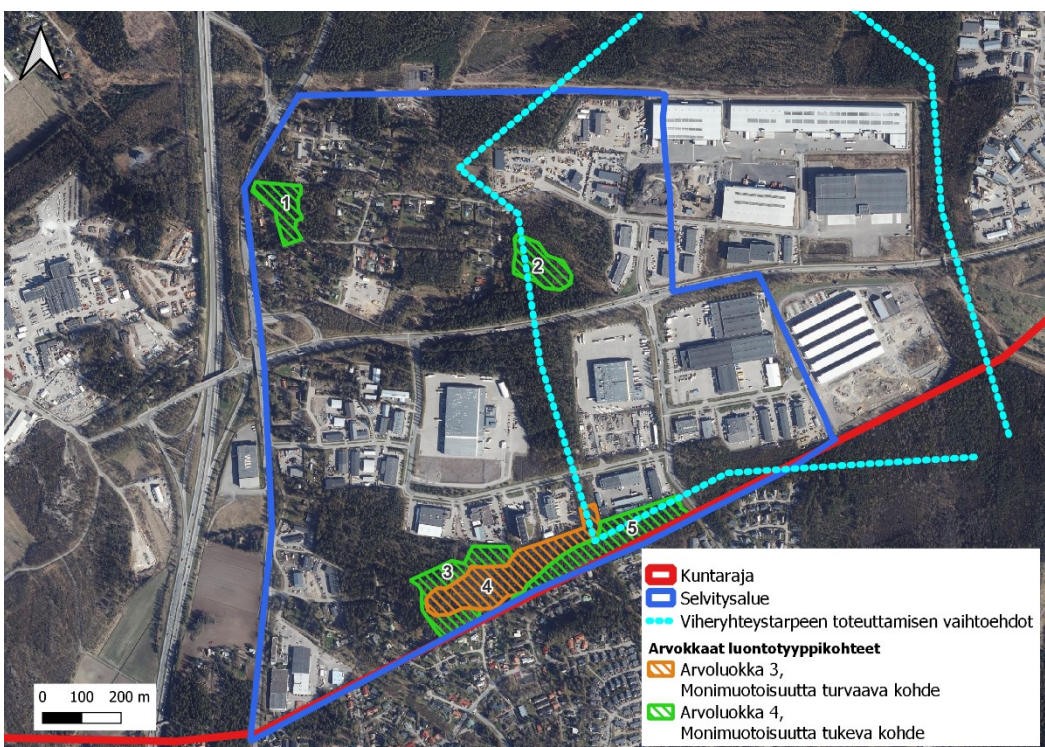 1
2
3
4
5
0 100 200 m
Kuntaraja
Selvitysalue
Viheryhteystarpeen toteuttamisen vaihtoehdot
Arvokkaat luontotyyppikohteet
Arvoluokka 3,
Monimuotoisuutta turvaava kohde
Arvoluokka 4,
Monimuotoisuutta tukeva kohde